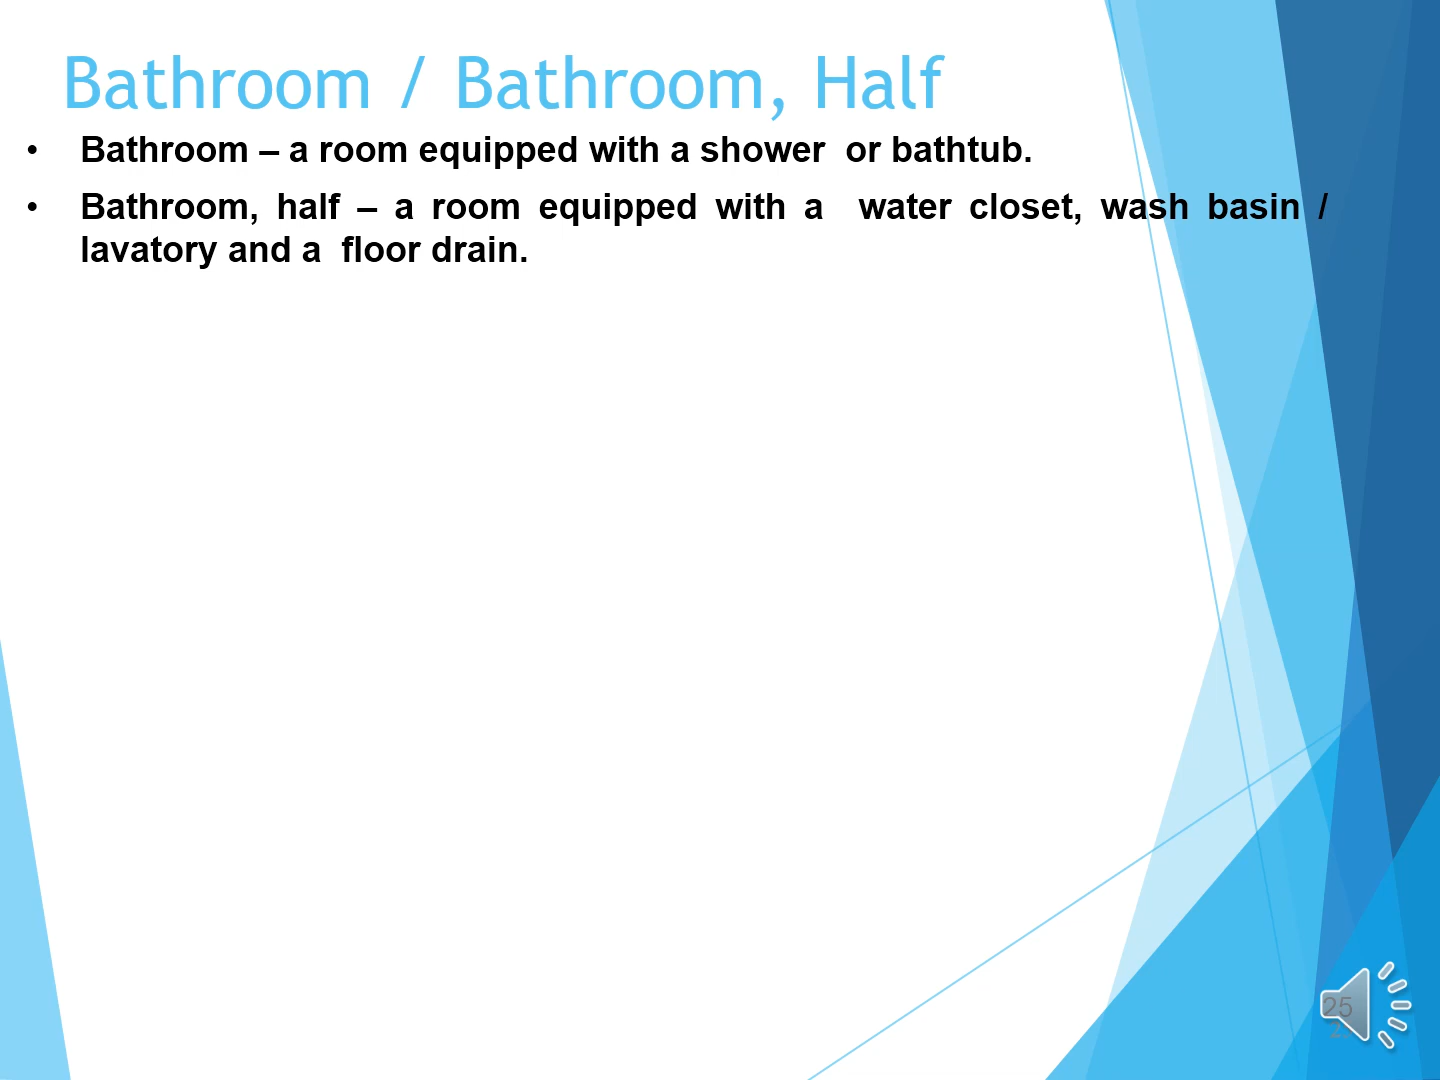 Bathroom / Bathroom, Half
• Bathroom – a room equipped with a shower or bathtub.
• Bathroom, half – a room equipped with a water closet, wash basin /
lavatory and a floor drain.
25